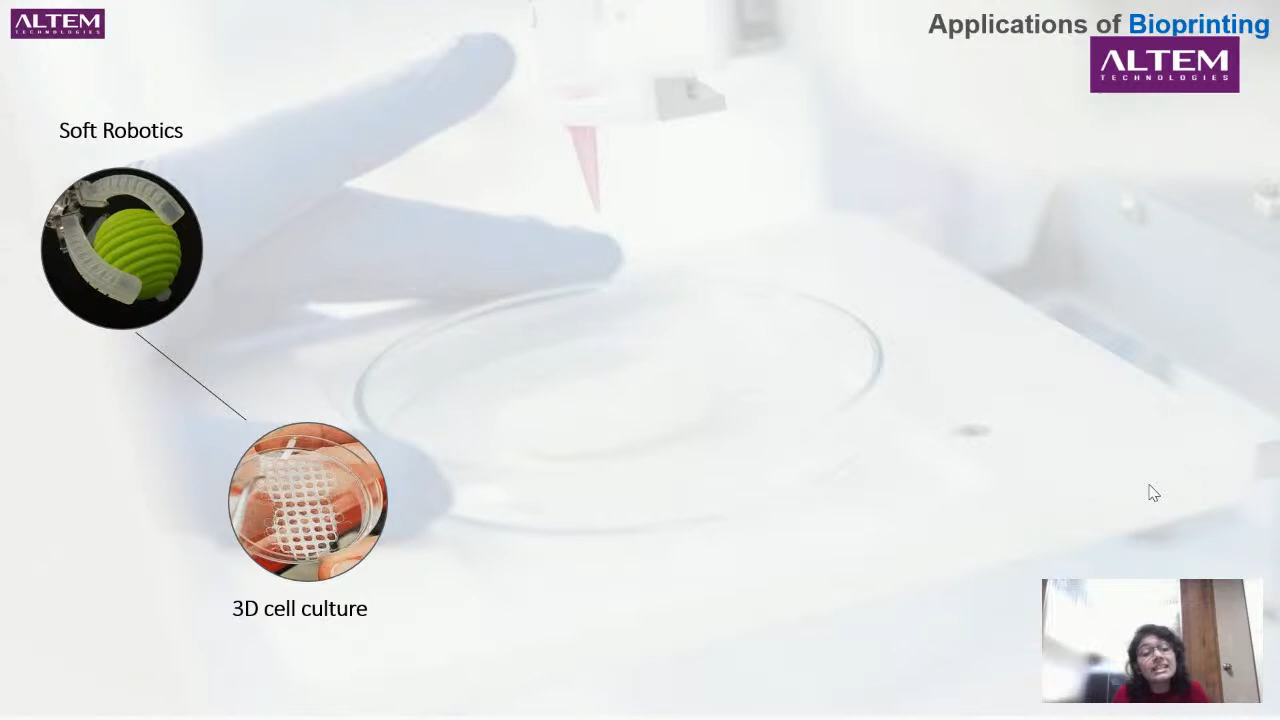 ALTEM
TECHNOLOGIES
Applications of Bioprinting
ALTEM
TECHNOLOGIES
Soft Robotics
3D cell culture